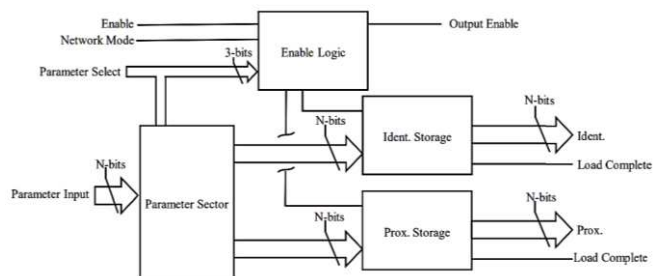 Enable
Output Enable
Network Mode
Enable Logic
3-bits
Parameter Select
N-bits
N-bits
Ident. Storage
Ident.
Load Complete
N-bits
Parameter Input
Parameter Sector
N-bits
N-bits
Prox. Storage
Prox.
Load Complete